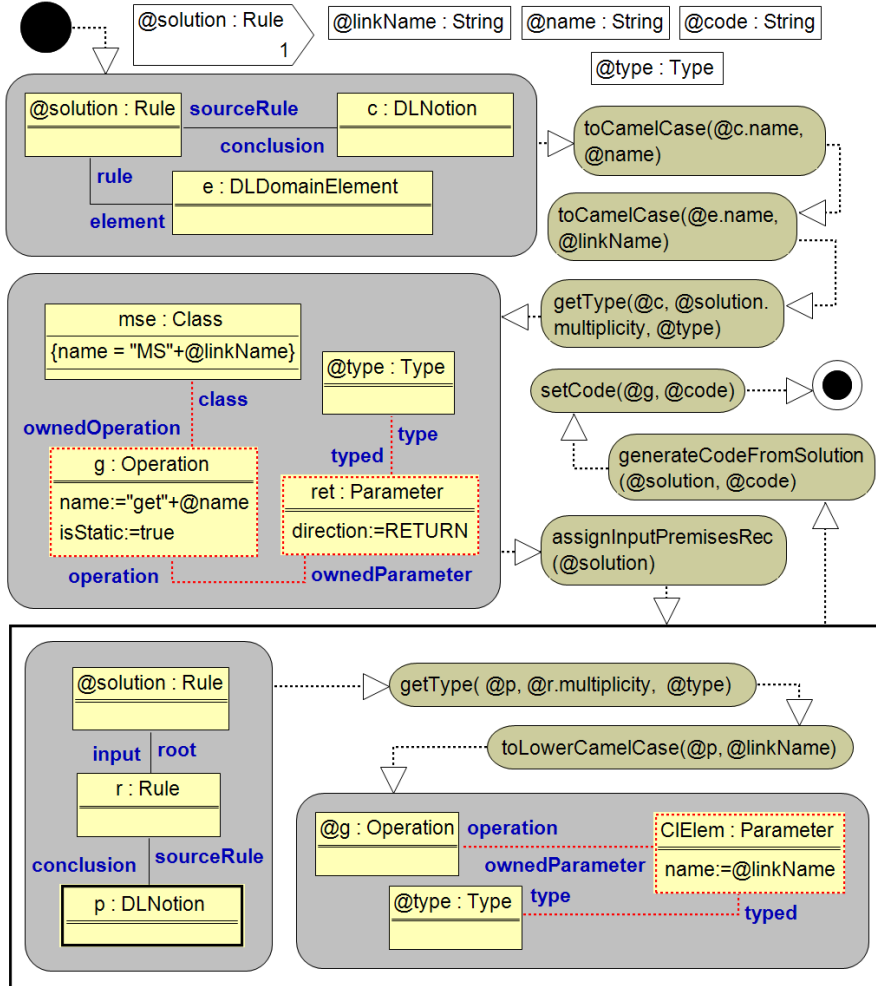 @solution : Rule
1
@linkName : String
@name : String
@code : String
@type : Type
@solution : Rule
sourceRule
conclusion
c : DLNotion
rule
element
e : DLDomainElement
toCamelCase(@c.name,
@name)
toCamelCase(@e.name,
@linkName)
getType(@c, @solution.
multiplicity, @type)
mse : Class
{name = "MS"+@linkName}
@type : Type
class
ownedOperation
type
typed
g : Operation
name:="get"+@name
isStatic:=true
ret : Parameter
direction:=RETURN
operation
ownedParameter
setCode(@g, @code)
generateCodeFromSolution
(@solution, @code)
assignInputPremisesRec
(@solution)
@solution : Rule
input
root
r : Rule
conclusion
sourceRule
p : DLNotion
getType( @p, @r.multiplicity, @type)
toLowerCamelCase(@p, @linkName)
@g : Operation
operation
ownedParameter
ClElem : Parameter
name:=@linkName
@type : Type
type
typed